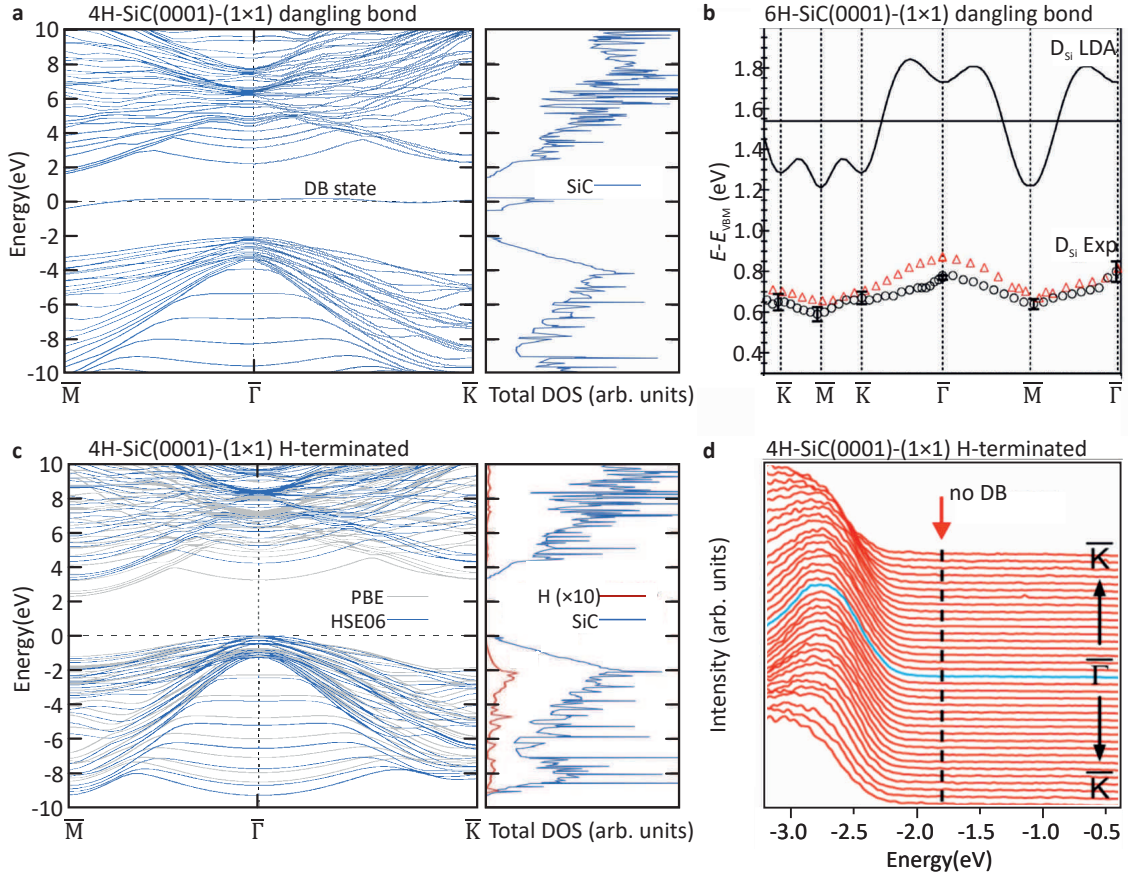 a 4H-SiC(0001)-(1×1) dangling bond
10
8
6
4
2
0
-2
-4
-6
-8
-10
Energy(eV)
DB state
M̅ Γ̅ K̅
SiC
Total DOS (arb. units)
b 6H-SiC(0001)-(1×1) dangling bond
D_Si LDA
1.8
1.6
1.4
1.2
1.0
0.8
0.6
0.4
E-E_VBM (eV)
D_Si Exp
K̅ M̅ K̅ Γ̅ M̅ Γ̅
c 4H-SiC(0001)-(1×1) H-terminated
10
8
6
4
2
0
-2
-4
-6
-8
-10
Energy(eV)
PBE
HSE06
M̅ Γ̅ K̅
H (×10)
SiC
Total DOS (arb. units)
d 4H-SiC(0001)-(1×1) H-terminated
no DB
K̅
Γ̅
K̅
Intensity (arb. units)
-3.0 -2.5 -2.0 -1.5 -1.0 -0.5
Energy(eV)